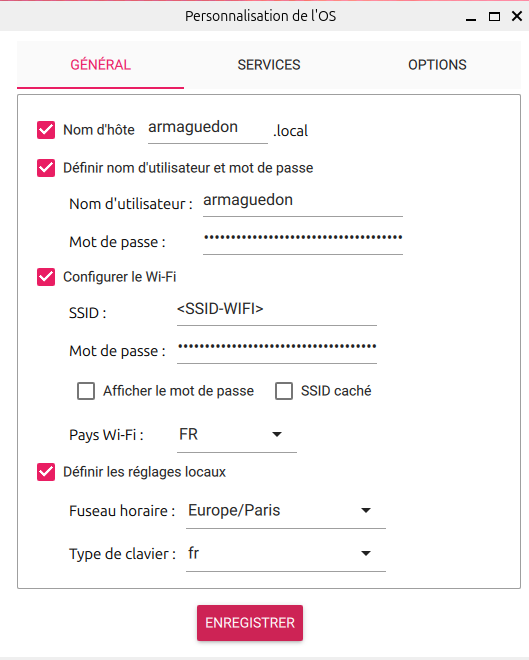 Personnalisation de l'OS
GÉNÉRAL SERVICES OPTIONS
Nom d'hôte armaguedon .local
Définir nom d'utilisateur et mot de passe
Nom d'utilisateur : armaguedon
Mot de passe : ••••••••••••••••••••••••••••••••••••••
Configurer le Wi-Fi
SSID : <SSID-WIFI>
Mot de passe : ••••••••••••••••••••••••••••••••••••••
Afficher le mot de passe SSID caché
Pays Wi-Fi : FR
Définir les réglages locaux
Fuseau horaire : Europe/Paris
Type de clavier : fr
ENREGISTRER